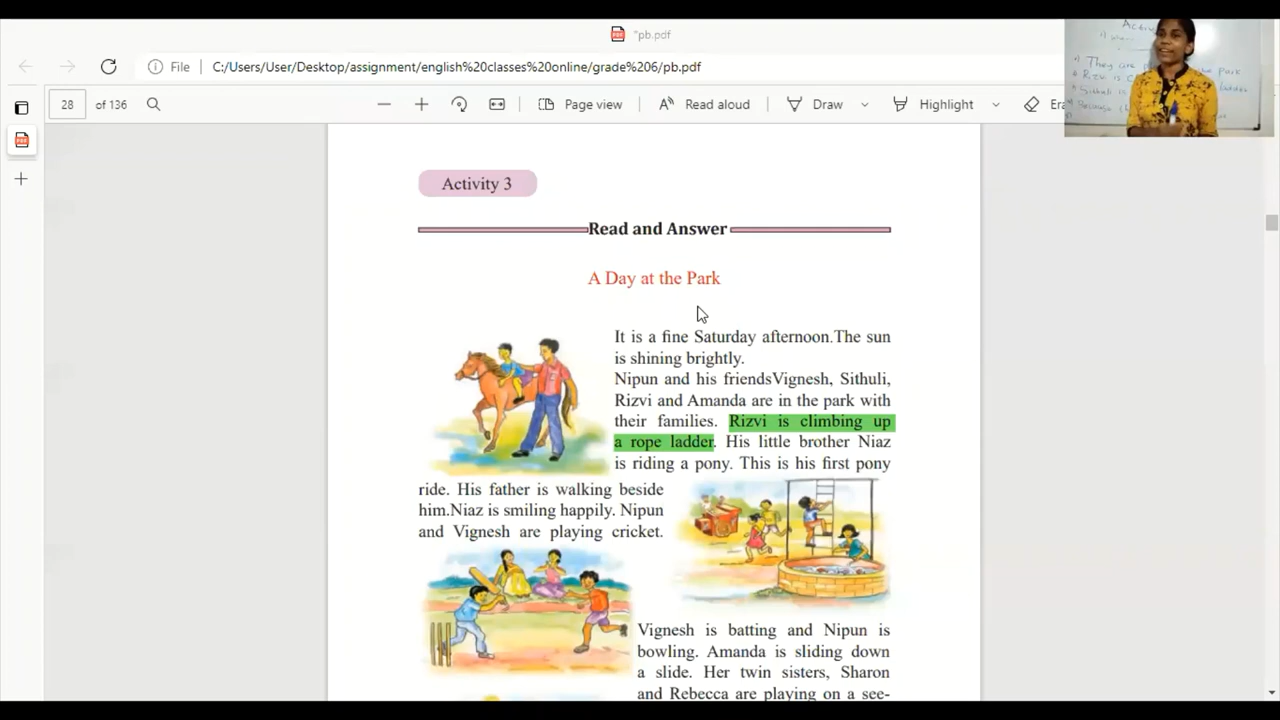 "pb.pdf
File
C:/Users/User/Desktop/assignment/english%20classes%20online/grade%206/pb.pdf
28 of 136
Page view
Read aloud
Draw
Highlight
Activity 3
Read and Answer
A Day at the Park
It is a fine Saturday afternoon.The sun
is shining brightly.
Nipun and his friendsVignesh, Sithuli,
Rizvi and Amanda are in the park with
their families. Rizvi is climbing up
a rope ladder. His little brother Niaz
is riding a pony. This is his first pony
ride. His father is walking beside
him.Niaz is smiling happily. Nipun
and Vignesh are playing cricket.
Vignesh is batting and Nipun is
bowling. Amanda is sliding down
a slide. Her twin sisters, Sharon
and Rebecca are playing on a see-